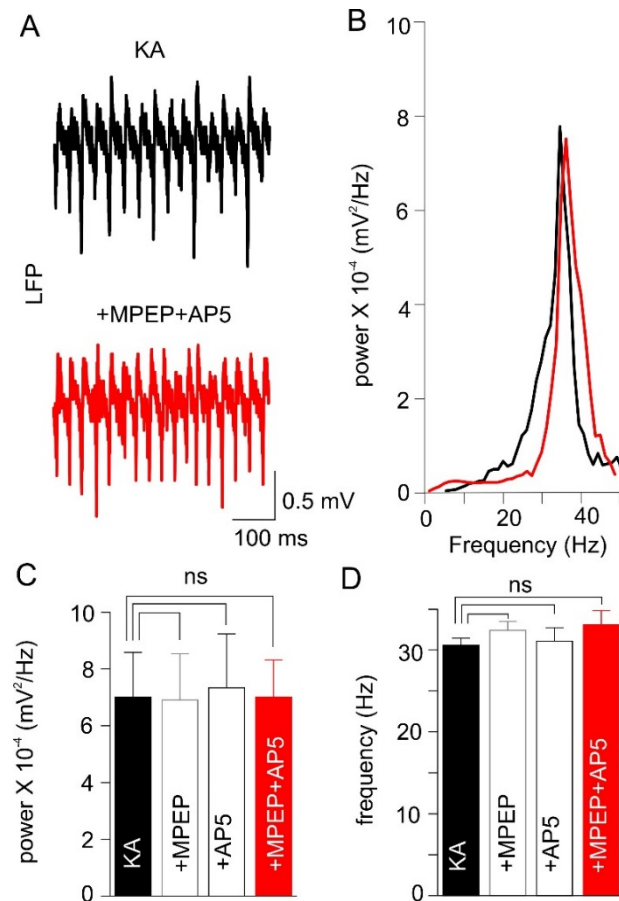 A
KA
LFP
+MPEP+AP5
0.5 mV
100 ms
B
10
8
6
4
2
0
power X 10⁻⁴ (mV²/Hz)
0 20 40
Frequency (Hz)
C
ns
10
8
6
4
2
0
power X 10⁻⁴ (mV²/Hz)
KA
+MPEP
+AP5
+MPEP+AP5
D
ns
30
20
10
0
frequency (Hz)
KA
+MPEP
+AP5
+MPEP+AP5